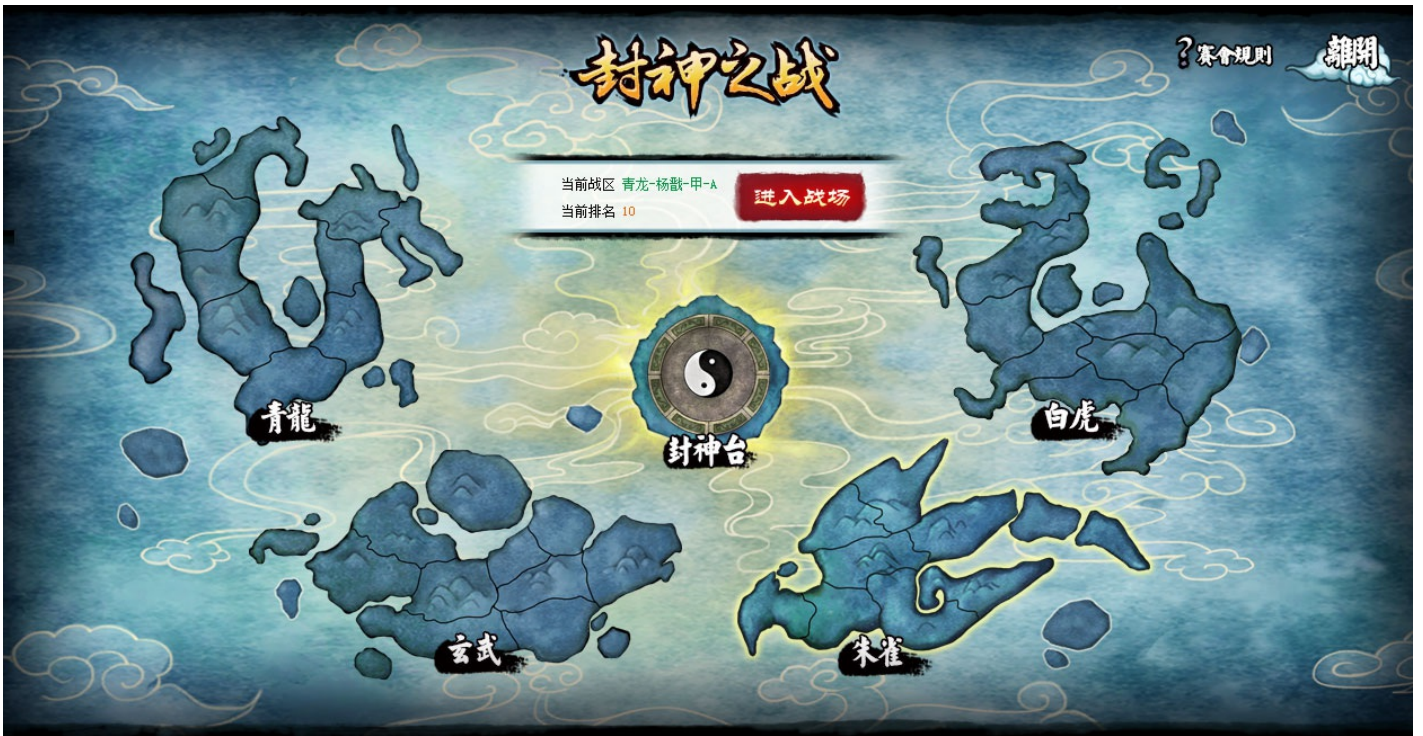 封神之战
?赛會規則
離開
当前战区 青龙-杨戬-甲-A
当前排名 10
进入战场
青龍
白虎
封神台
玄武
朱雀